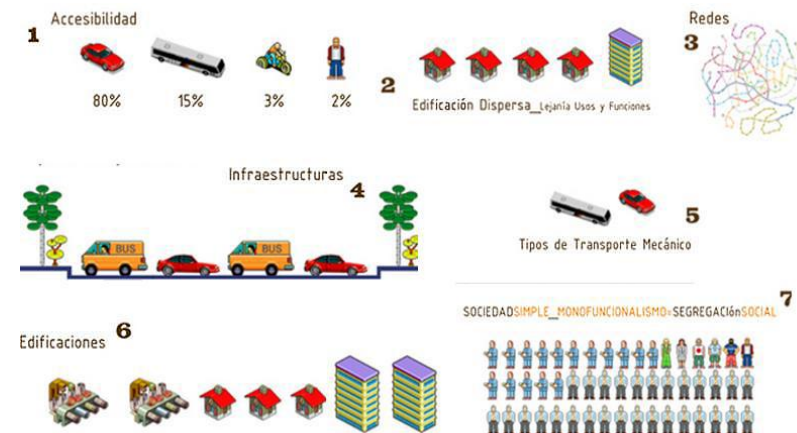 Accesibilidad
1
80% 15% 3% 2%
2
Edificación Dispersa_Lejanía Usos y Funciones
Redes
3
Infraestructuras
4
BUS BUS
5
Tipos de Transporte Mecánico
6
Edificaciones
7
SOCIEDADSIMPLE_MONOFUNCIONALISMO=SEGREGACIónSOCIAL